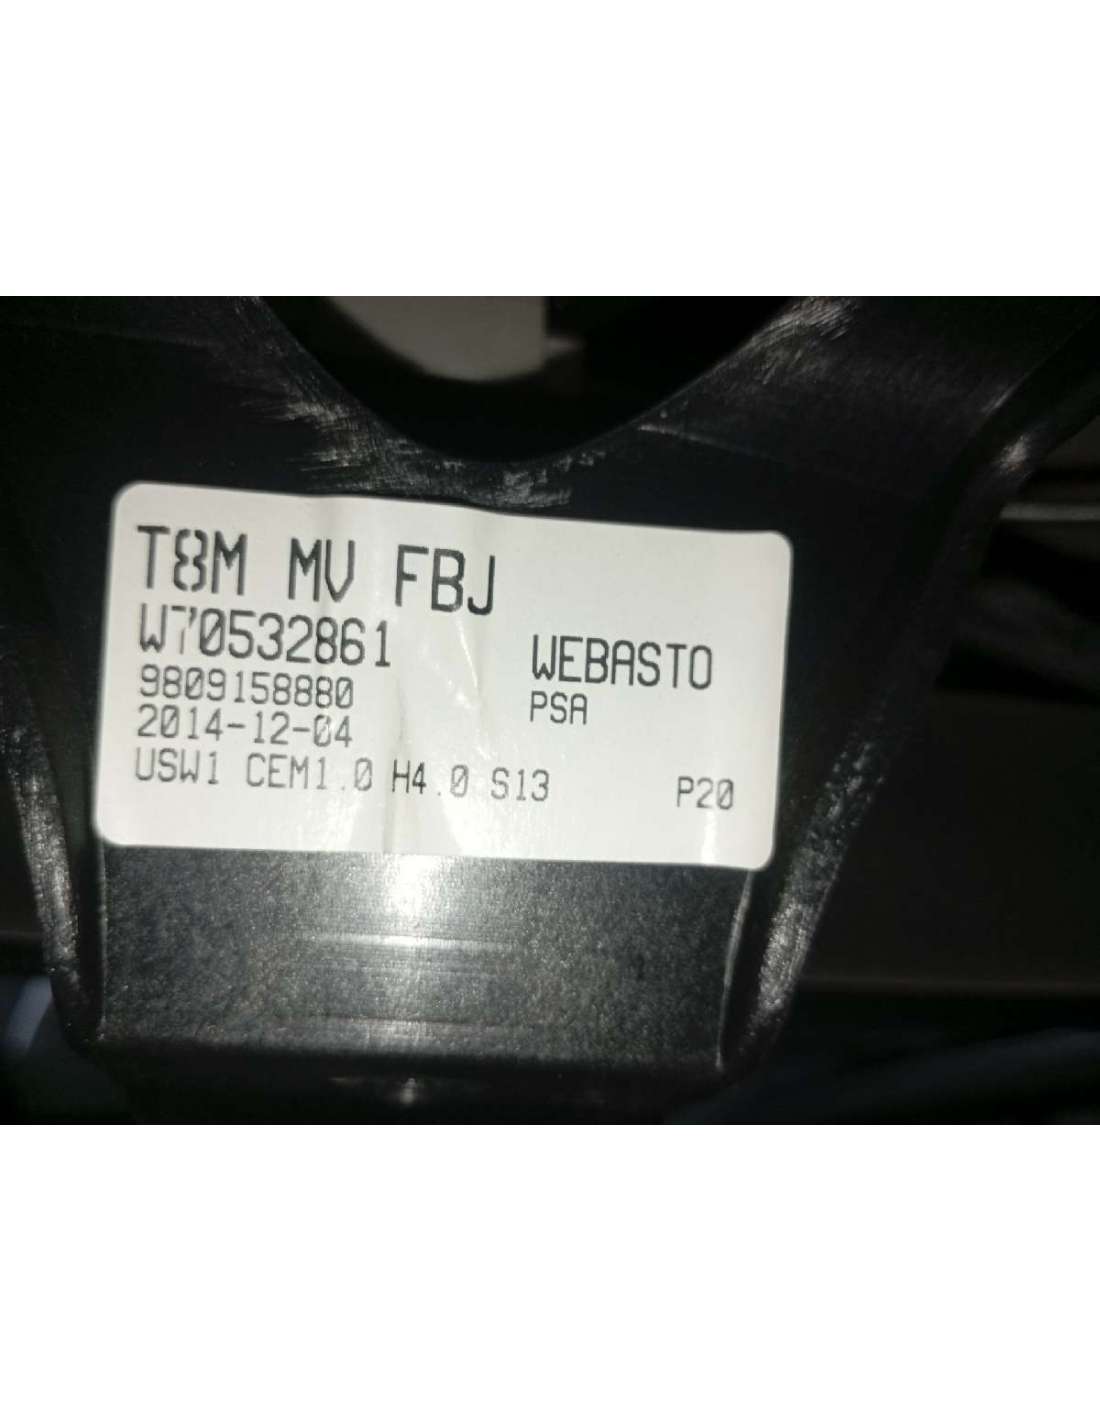 T8M MV FBJ
W70532861
WEBASTO
9809158880
PSA
2014-12-04
USW1 CEM1.0 H4.0 S13
P20